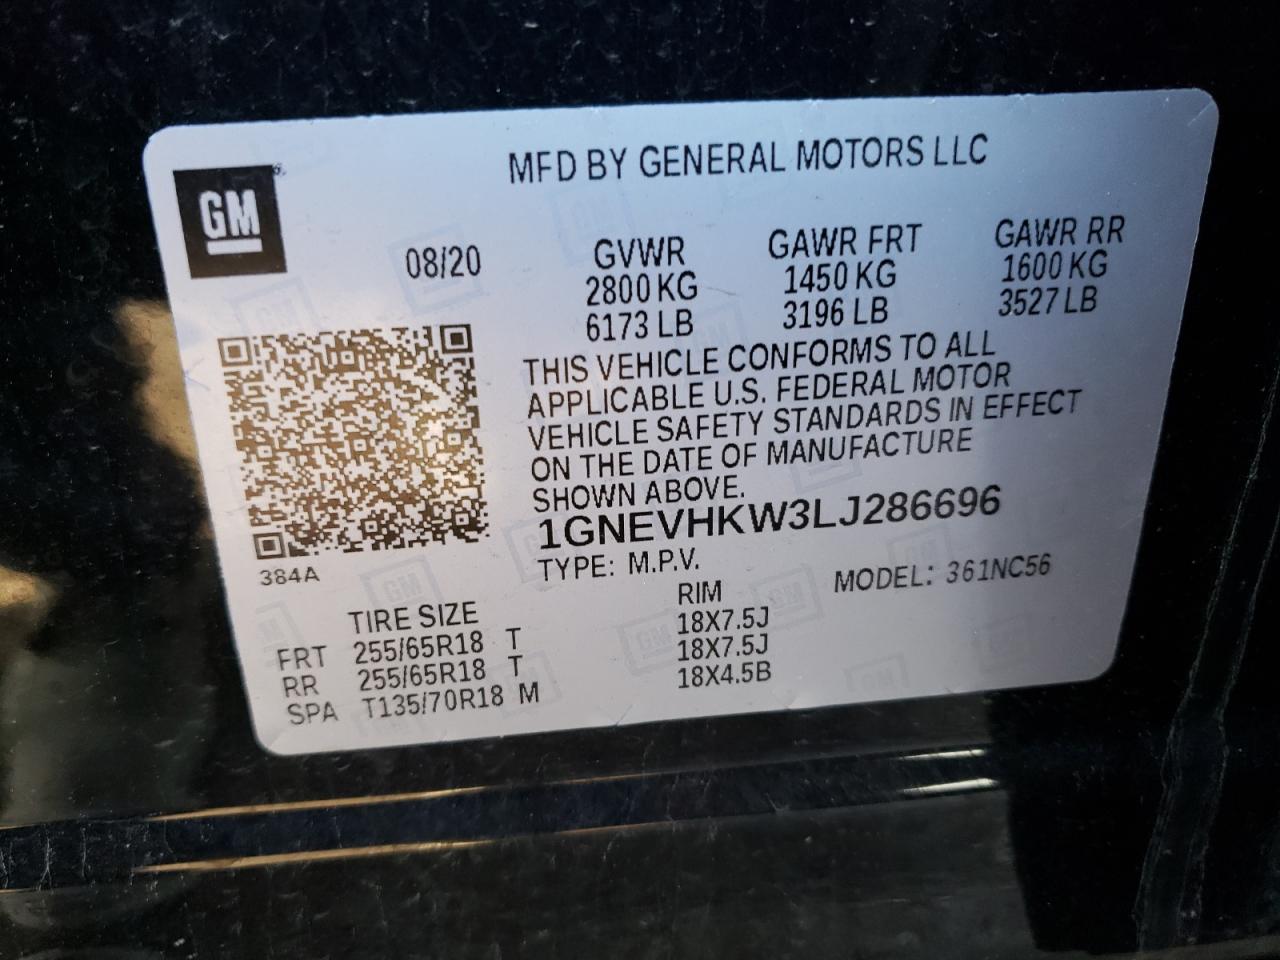 MFD BY GENERAL MOTORS LLC
GM
08/20
GVWR GAWR FRT GAWR RR
2800 KG 1450 KG 1600 KG
6173 LB 3196 LB 3527 LB
THIS VEHICLE CONFORMS TO ALL
APPLICABLE U.S. FEDERAL MOTOR
VEHICLE SAFETY STANDARDS IN EFFECT
ON THE DATE OF MANUFACTURE
SHOWN ABOVE.
1GNEVHKW3LJ286696
TYPE: M.P.V. MODEL: 361NC56
384A
TIRE SIZE RIM
FRT 255/65R18 T 18X7.5J
RR 255/65R18 T 18X7.5J
SPA T135/70R18 M 18X4.5B